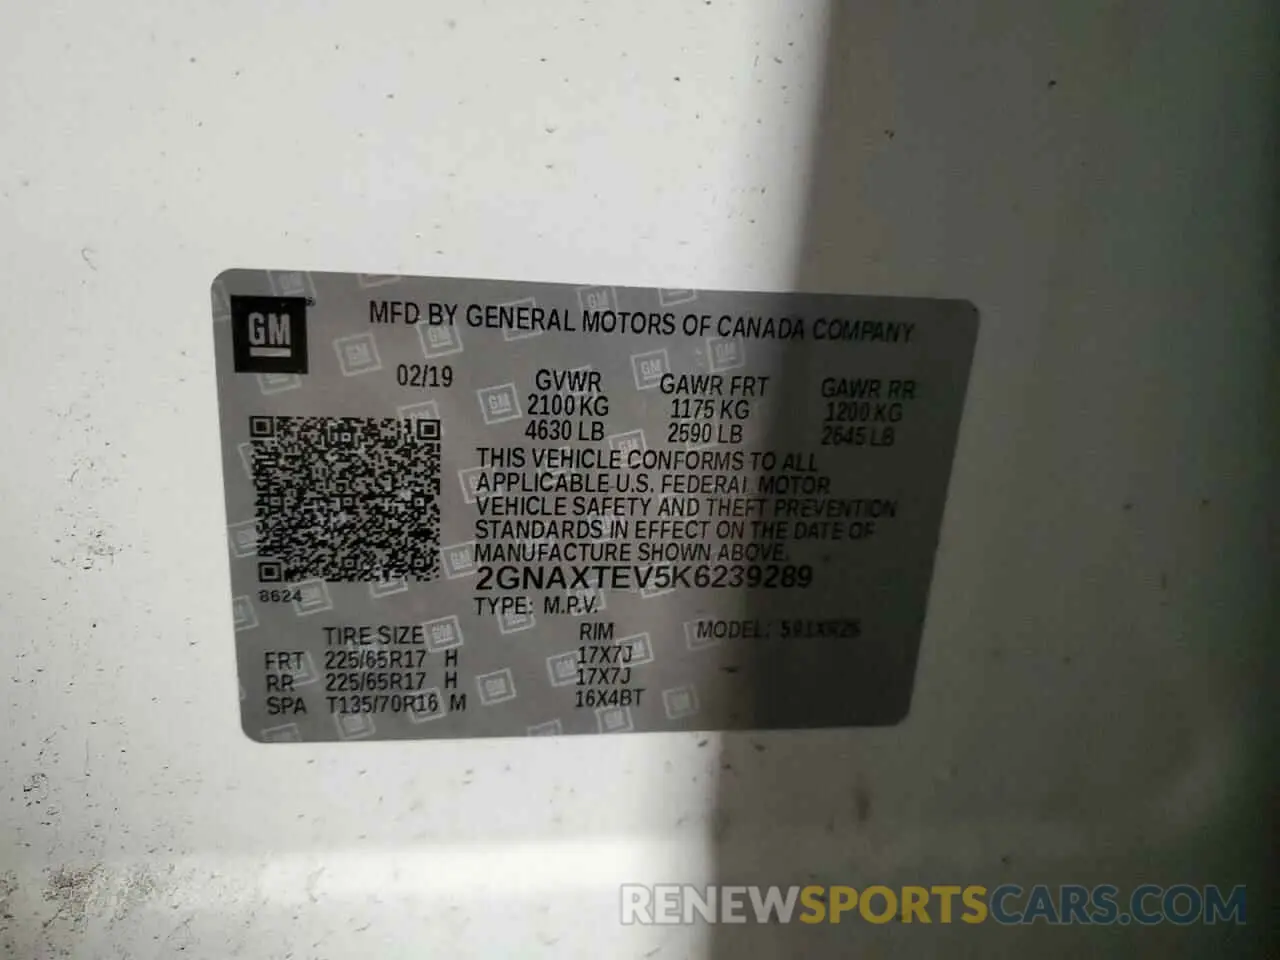 GM
®
MFD BY GENERAL MOTORS OF CANADA COMPANY
02/19
GVWR GAWR FRT GAWR RR
2100 KG 1175 KG 1200 KG
4630 LB 2590 LB 2645 LB
THIS VEHICLE CONFORMS TO ALL
APPLICABLE U.S. FEDERAL MOTOR
VEHICLE SAFETY AND THEFT PREVENTION
STANDARDS IN EFFECT ON THE DATE OF
MANUFACTURE SHOWN ABOVE.
2GNAXTEV5K6239289
8624
TYPE: M.P.V.
TIRE SIZE RIM MODEL:
FRT 225/65R17 H 17X7J
RR 225/65R17 H 17X7J
SPA T135/70R16 M 16X4BT
RENEWSPORTSCARS.COM